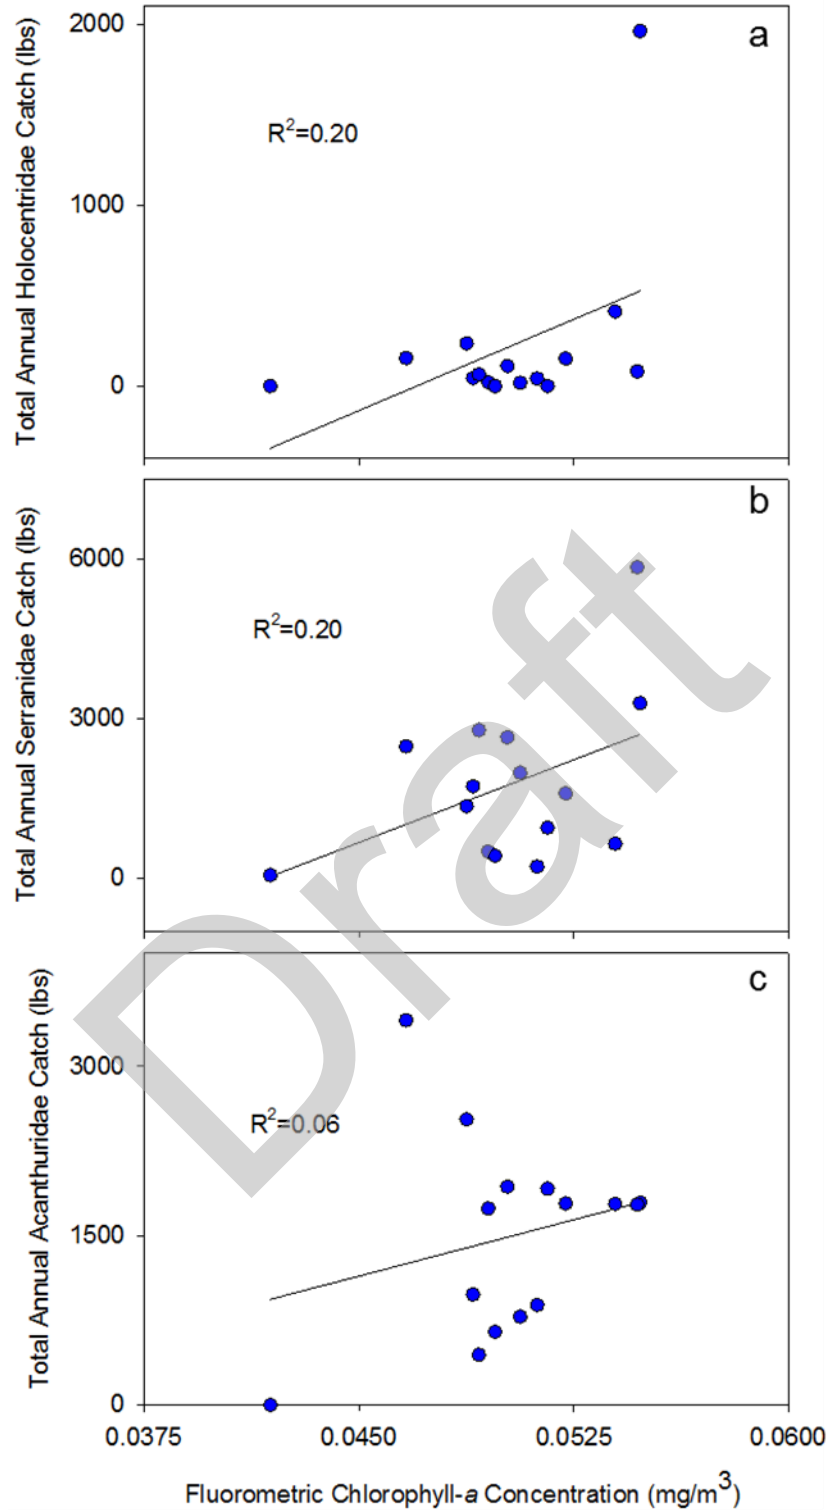 Total Annual Holocentridae Catch (lbs)
2000
1000
0
a
R²=0.20
Total Annual Serranidae Catch (lbs)
6000
3000
0
b
R²=0.20
Total Annual Acanthuridae Catch (lbs)
3000
1500
0
c
R²=0.06
0.0375 0.0450 0.0525 0.0600
Fluorometric Chlorophyll-a Concentration (mg/m³)
Draft